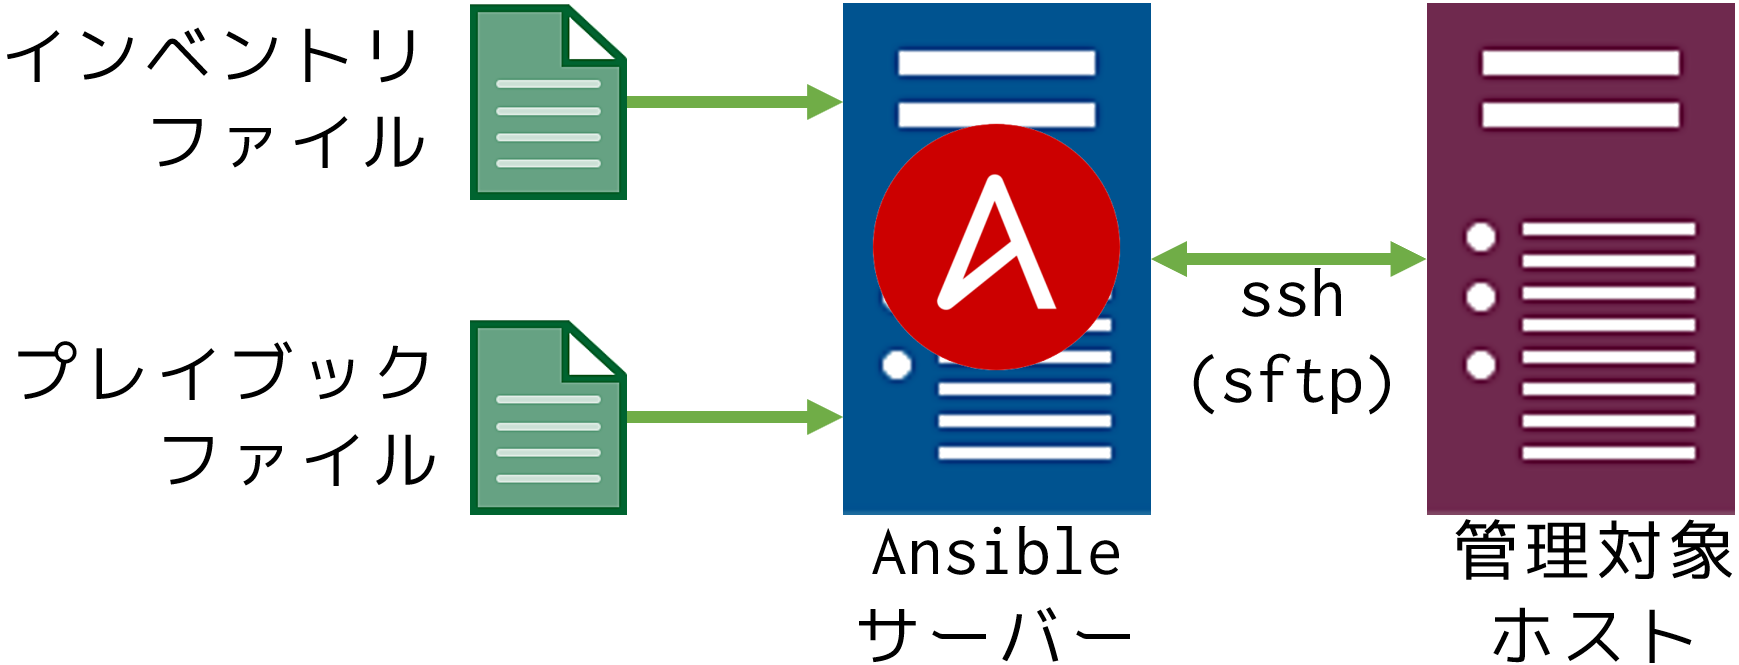 インベントリ
ファイル
プレイブック
ファイル
Ansible
サーバー
ssh
(sftp)
管理対象
ホスト